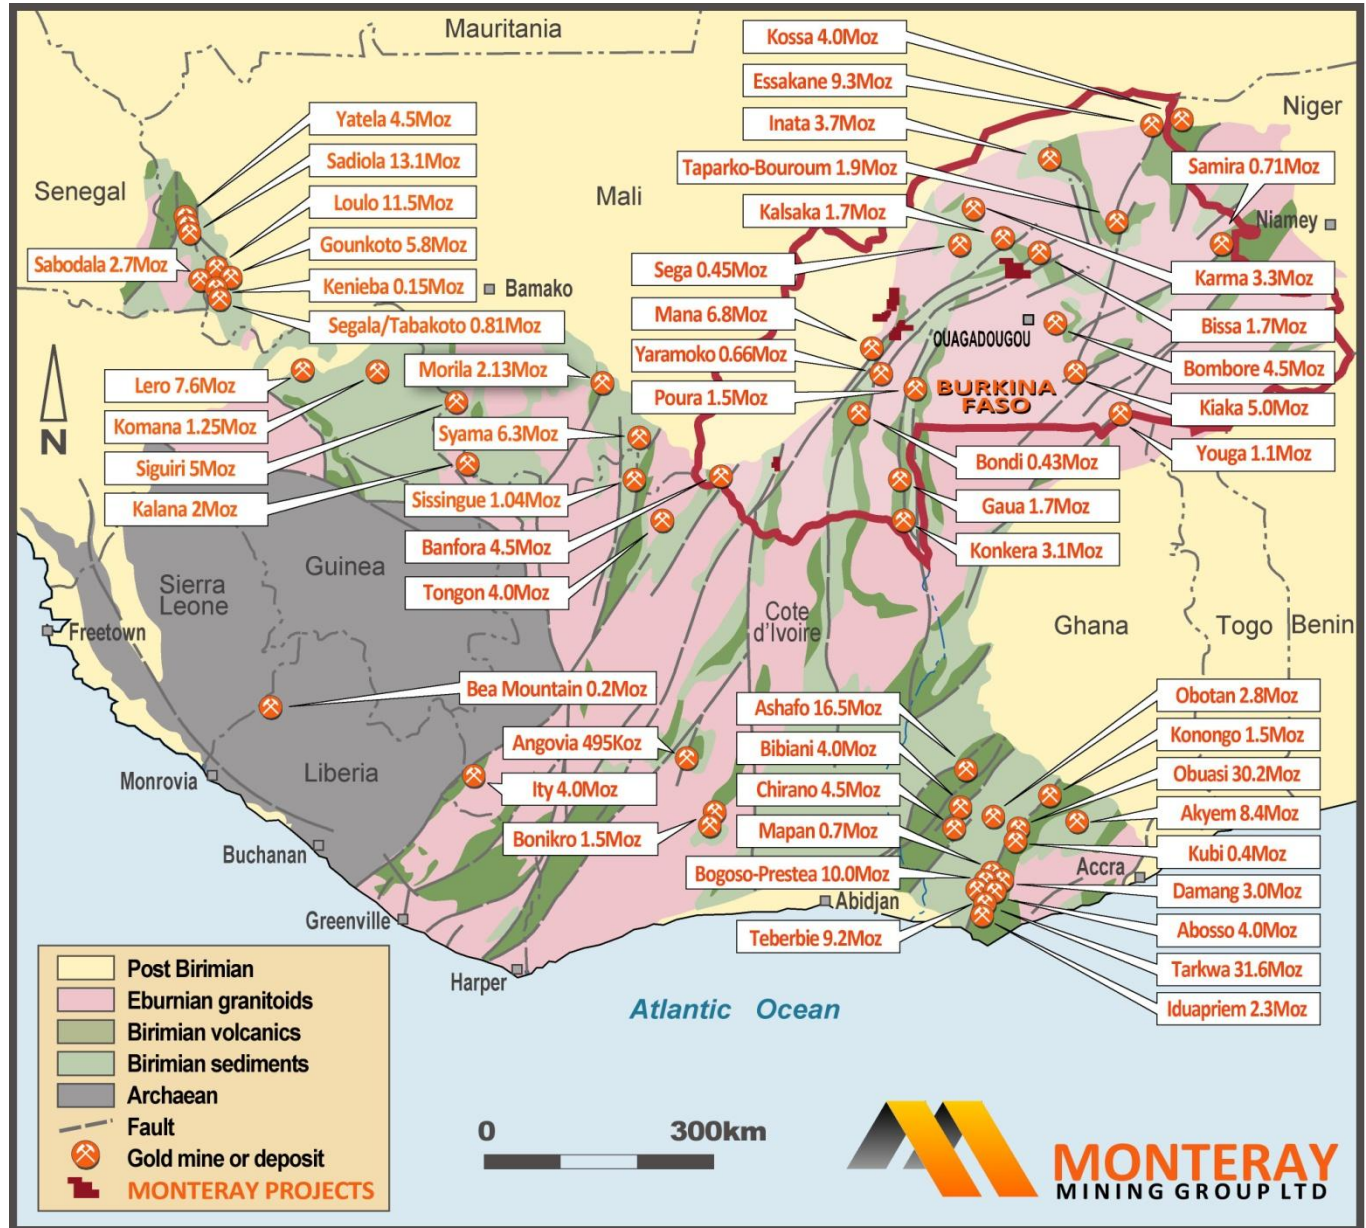 Mauritania
Kossa 4.0Moz
Essakane 9.3Moz
Niger
Yatela 4.5Moz
Inata 3.7Moz
Sadiola 13.1Moz
Taparko-Bouroum 1.9Moz
Samira 0.71Moz
Senegal
Mali
Loulo 11.5Moz
Kalsaka 1.7Moz
Niamey
Gounkoto 5.8Moz
Sabodala 2.7Moz
Sega 0.45Moz
Karma 3.3Moz
Kenieba 0.15Moz
Bamako
Segala/Tabakoto 0.81Moz
Mana 6.8Moz
OUAGADOUGOU
Bissa 1.7Moz
Yaramoko 0.66Moz
Bombore 4.5Moz
Lero 7.6Moz
Morila 2.13Moz
Poura 1.5Moz
BURKINA
FASO
Kiaka 5.0Moz
Komana 1.25Moz
Syama 6.3Moz
Youga 1.1Moz
Siguiri 5Moz
Bondi 0.43Moz
N
Kalana 2Moz
Sissingue 1.04Moz
Gaua 1.7Moz
Banfora 4.5Moz
Konkera 3.1Moz
Guinea
Tongon 4.0Moz
Sierra
Leone
Cote
d'Ivoire
Freetown
Ghana
Togo
Benin
Bea Mountain 0.2Moz
Ashafo 16.5Moz
Obotan 2.8Moz
Angovia 495Koz
Bibiani 4.0Moz
Konongo 1.5Moz
Monrovia
Liberia
Ity 4.0Moz
Chirano 4.5Moz
Obuasi 30.2Moz
Bonikro 1.5Moz
Mapan 0.7Moz
Akyem 8.4Moz
Buchanan
Kubi 0.4Moz
Bogoso-Prestea 10.0Moz
Accra
Damang 3.0Moz
Greenville
Abidjan
Teberbie 9.2Moz
Abosso 4.0Moz
Tarkwa 31.6Moz
Harper
Iduapriem 2.3Moz
Atlantic Ocean
Post Birimian
Eburnian granitoids
Birimian volcanics
Birimian sediments
Archaean
Fault
Gold mine or deposit
MONTERAY PROJECTS
0 300km
MONTERAY
MINING GROUP LTD